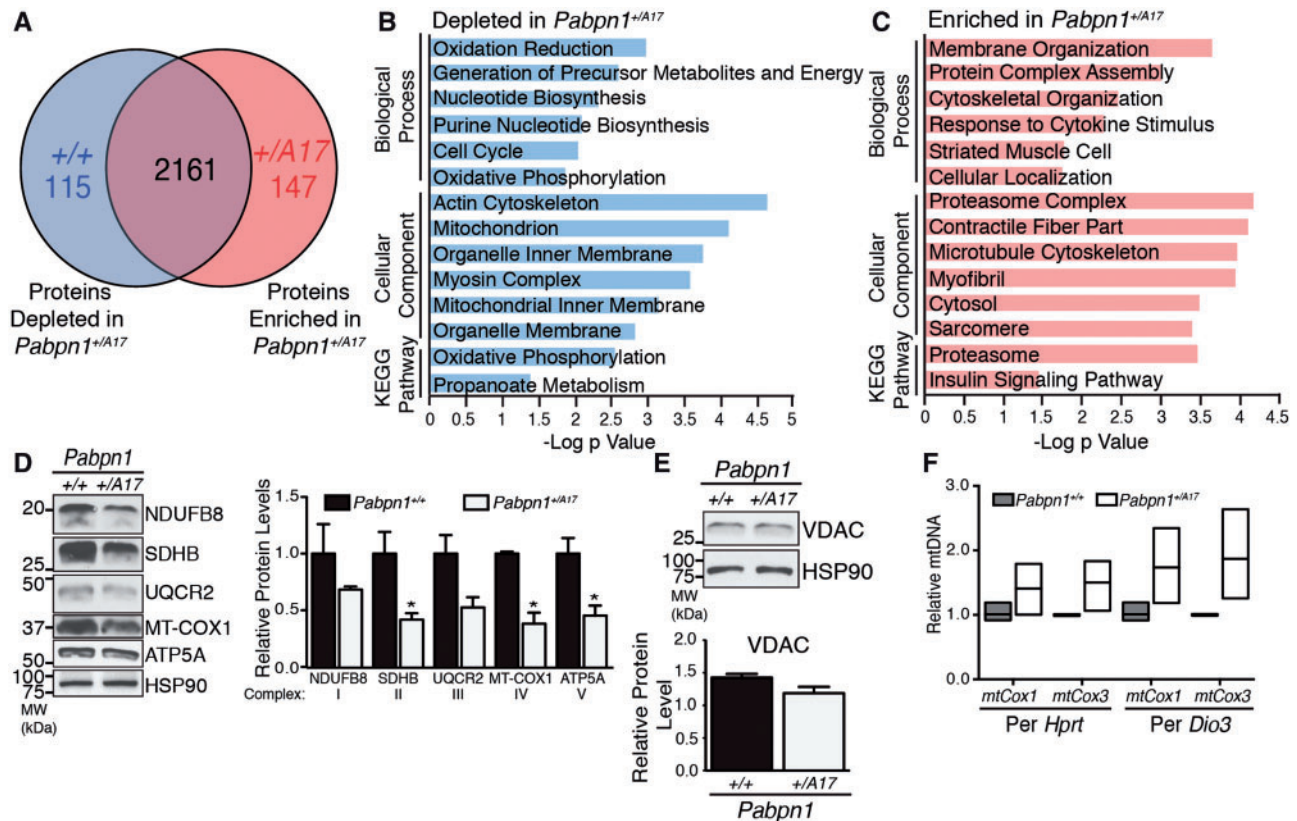 A
+/+
115
2161
+/A17
147
Proteins
Depleted in
Pabpn1+/A17
Proteins
Enriched in
Pabpn1+/A17
B
Depleted in Pabpn1+/A17
Biological
Process
Oxidation Reduction
Generation of Precursor Metabolites and Energy
Nucleotide Biosynthesis
Purine Nucleotide Biosynthesis
Cell Cycle
Oxidative Phosphorylation
Cellular
Component
Actin Cytoskeleton
Mitochondrion
Organelle Inner Membrane
Myosin Complex
Mitochondrial Inner Membrane
Organelle Membrane
KEGG
Pathway
Oxidative Phosphorylation
Propanoate Metabolism
0 0.5 1 1.5 2 2.5 3 3.5 4 4.5 5
-Log p Value
C
Enriched in Pabpn1+/A17
Biological
Process
Membrane Organization
Protein Complex Assembly
Cytoskeletal Organization
Response to Cytokine Stimulus
Striated Muscle Cell
Cellular Localization
Cellular
Component
Proteasome Complex
Contractile Fiber Part
Microtubule Cytoskeleton
Myofibril
Cytosol
Sarcomere
KEGG
Pathway
Proteasome
Insulin Signaling Pathway
0 0.5 1 1.5 2 2.5 3 3.5 4 4.5
-Log p Value
D
Pabpn1
+/+ +/A17
20 NDUFB8
25 SDHB
50 UQCR2
37 MT-COX1
50 ATP5A
100
75 HSP90
MW
(kDa)
Relative Protein Levels
1.5
1.0
0.5
0.0
Pabpn1+/+ Pabpn1+/A17
* * *
NDUFB8 SDHB UQCR2 MT-COX1 ATP5A
Complex: I II III IV V
E
Pabpn1
+/+ +/A17
25 VDAC
100
75 HSP90
MW
(kDa)
VDAC
Relative Protein
Level
2.0
1.5
1.0
1.5
0.0
+/+ +/A17
Pabpn1
F
Relative mtDNA
3.0
2.0
1.0
0.0
Pabpn1+/+ Pabpn1+/A17
mtCox1 mtCox3 mtCox1 mtCox3
Per Hprt Per Dio3